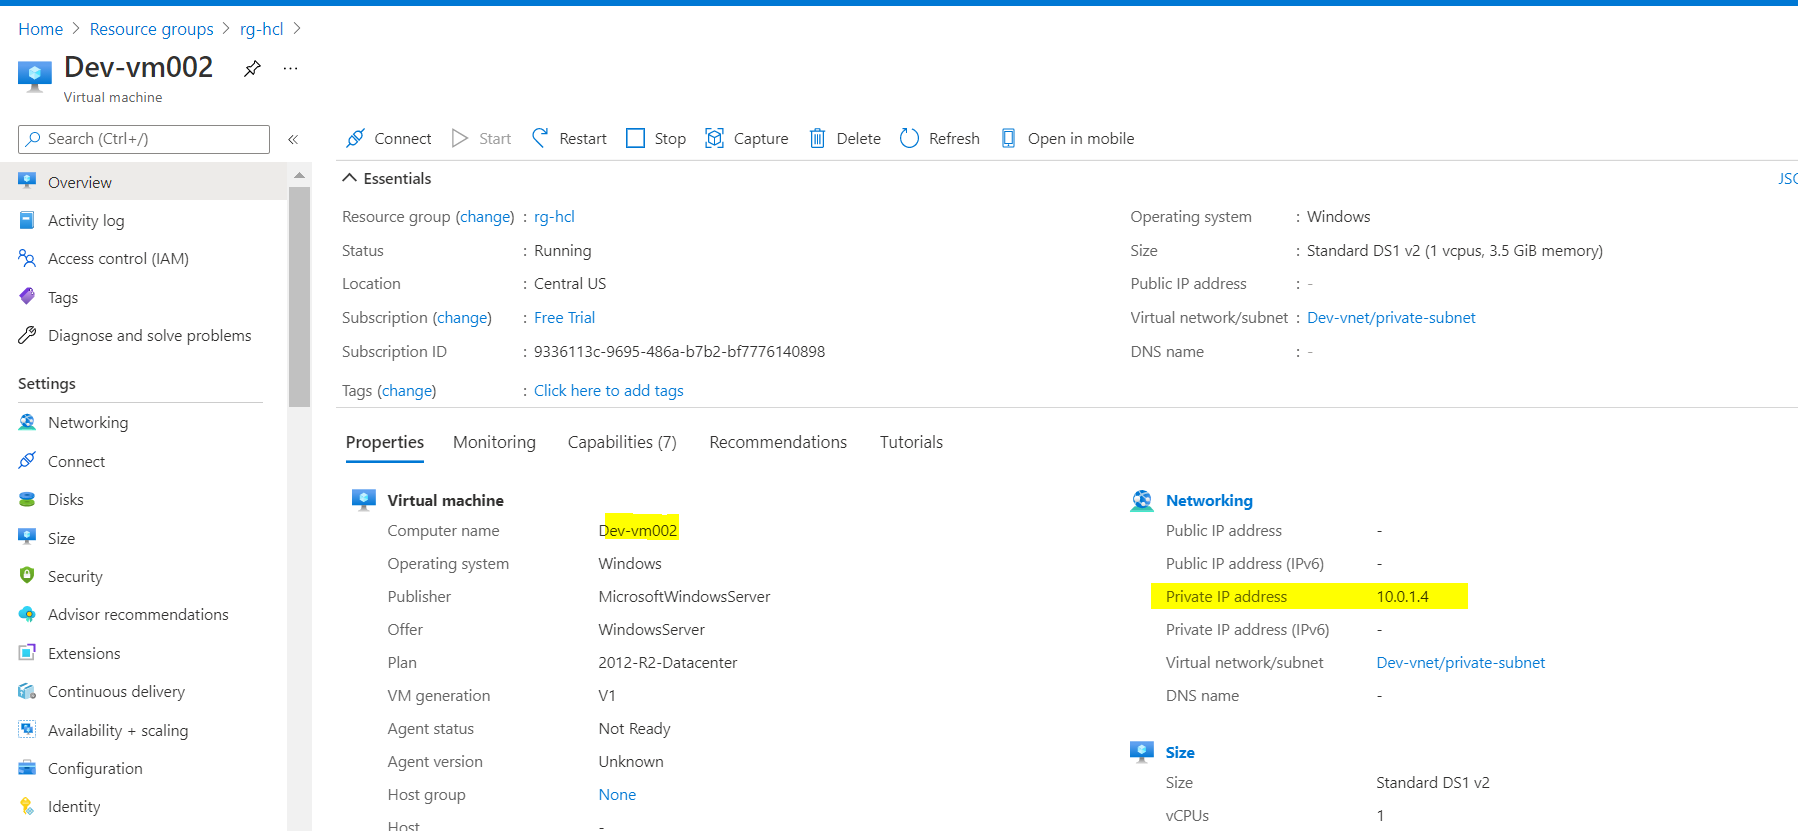 Home > Resource groups > rg-hcl >
Dev-vm002
Virtual machine
Search (Ctrl+/)
Overview
Activity log
Access control (IAM)
Tags
Diagnose and solve problems
Settings
Networking
Connect
Disks
Size
Security
Advisor recommendations
Extensions
Continuous delivery
Availability + scaling
Configuration
Identity
Connect Start Restart Stop Capture Delete Refresh Open in mobile
Essentials
JSO
Resource group (change) : rg-hcl
Status : Running
Location : Central US
Subscription (change) : Free Trial
Subscription ID : 9336113c-9695-486a-b7b2-bf7776140898
Tags (change) : Click here to add tags
Operating system : Windows
Size : Standard DS1 v2 (1 vcpus, 3.5 GiB memory)
Public IP address : -
Virtual network/subnet : Dev-vnet/private-subnet
DNS name : -
Properties Monitoring Capabilities (7) Recommendations Tutorials
Virtual machine
Computer name Dev-vm002
Operating system Windows
Publisher MicrosoftWindowsServer
Offer WindowsServer
Plan 2012-R2-Datacenter
VM generation V1
Agent status Not Ready
Agent version Unknown
Host group None
Host -
Networking
Public IP address -
Public IP address (IPv6) -
Private IP address 10.0.1.4
Private IP address (IPv6) -
Virtual network/subnet Dev-vnet/private-subnet
DNS name -
Size
Size Standard DS1 v2
vCPUs 1